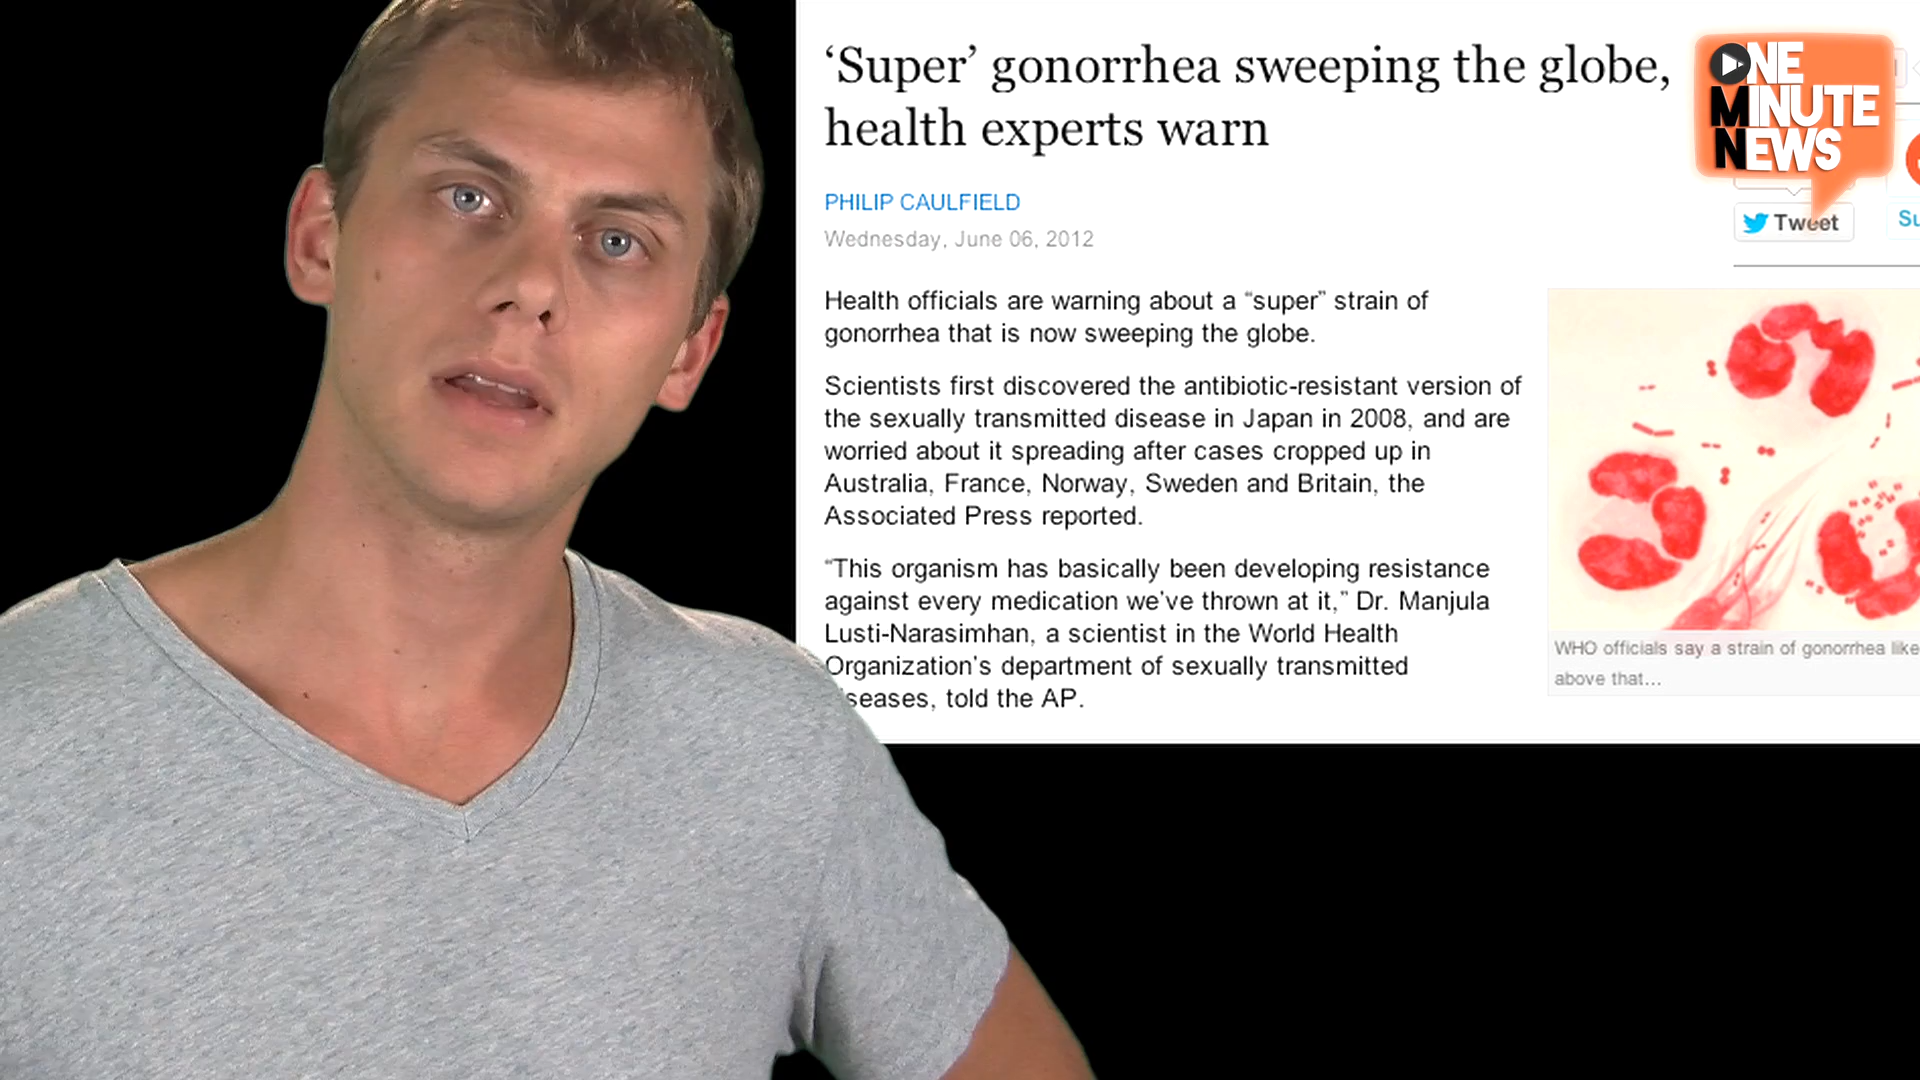 ‘Super’ gonorrhea sweeping the globe,
health experts warn
ONE
MINUTE
NEWS
PHILIP CAULFIELD
Wednesday, June 06, 2012
Tweet
Su
Health officials are warning about a “super” strain of
gonorrhea that is now sweeping the globe.
Scientists first discovered the antibiotic-resistant version of
the sexually transmitted disease in Japan in 2008, and are
worried about it spreading after cases cropped up in
Australia, France, Norway, Sweden and Britain, the
Associated Press reported.
“This organism has basically been developing resistance
against every medication we’ve thrown at it,” Dr. Manjula
Lusti-Narasimhan, a scientist in the World Health
Organization’s department of sexually transmitted
seases, told the AP.
WHO officials say a strain of gonorrhea like
above that...